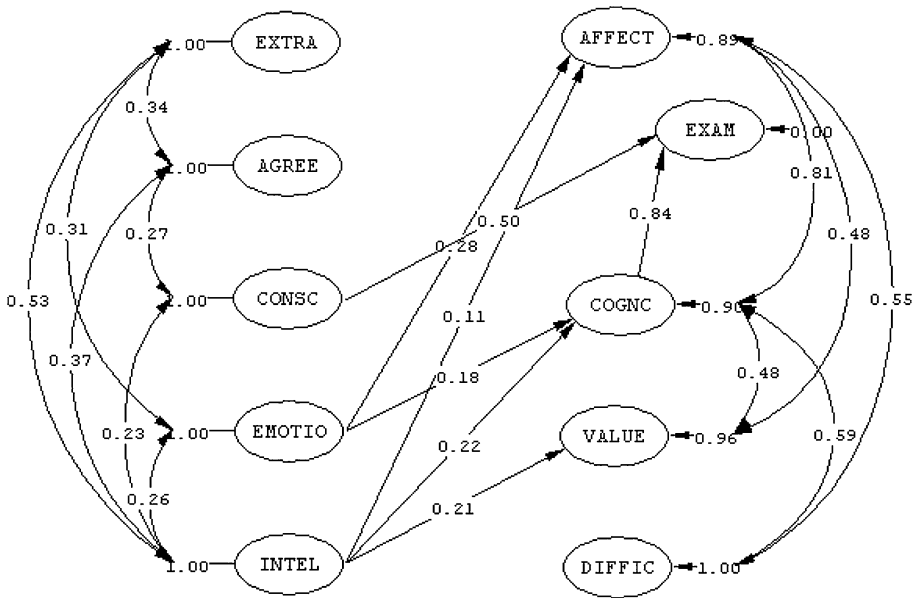 EXTRA
1.00
AFFECT
0.89
0.34
EXAM
0.00
AGREE
1.00
0.81
0.84
0.50
0.31
0.27
0.28
0.48
0.53
1.00
CONSC
COGNC
0.90
0.55
0.11
0.37
0.18
0.48
0.23
1.00
EMOTIO
0.22
VALUE
0.96
0.59
0.26
0.21
1.00
INTEL
DIFFIC
1.00